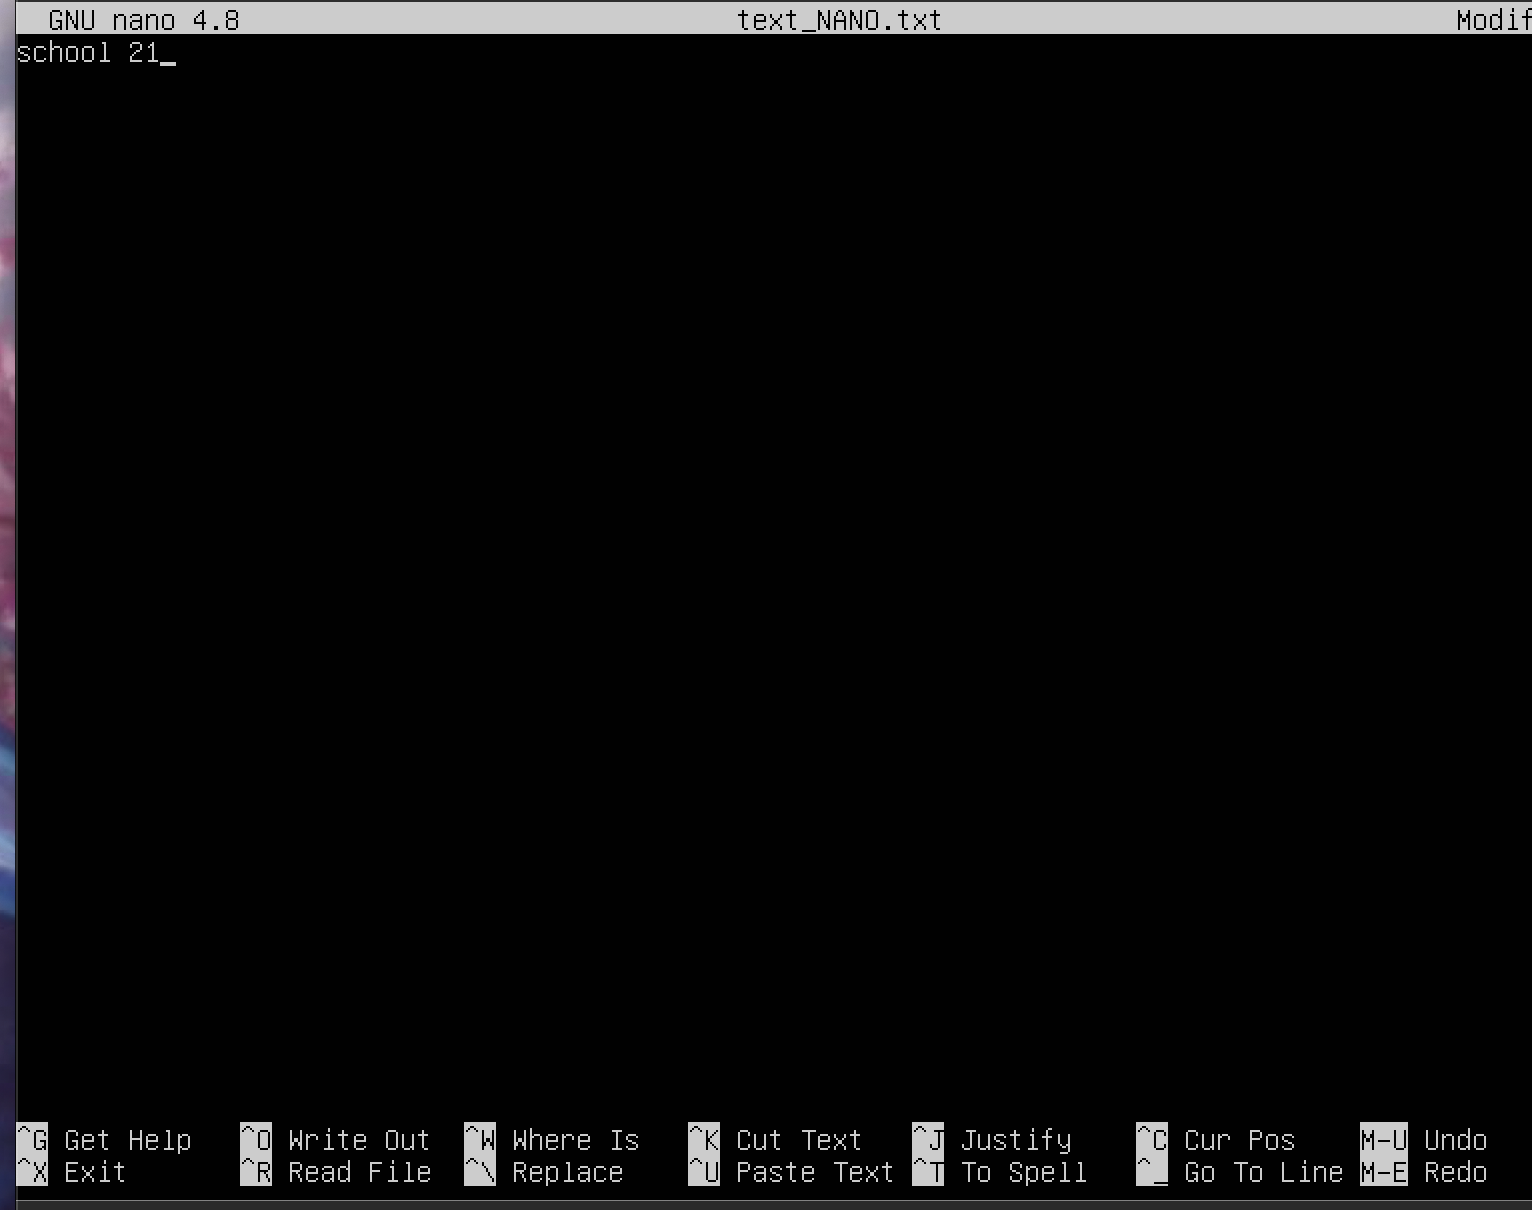 GNU nano 4.8 text_NANO.txt Modif
school 21_
^G Get Help ^O Write Out ^W Where Is ^K Cut Text ^J Justify ^C Cur Pos M-U Undo
^X Exit ^R Read File ^\ Replace ^U Paste Text ^T To Spell ^_ Go To Line M-E Redo